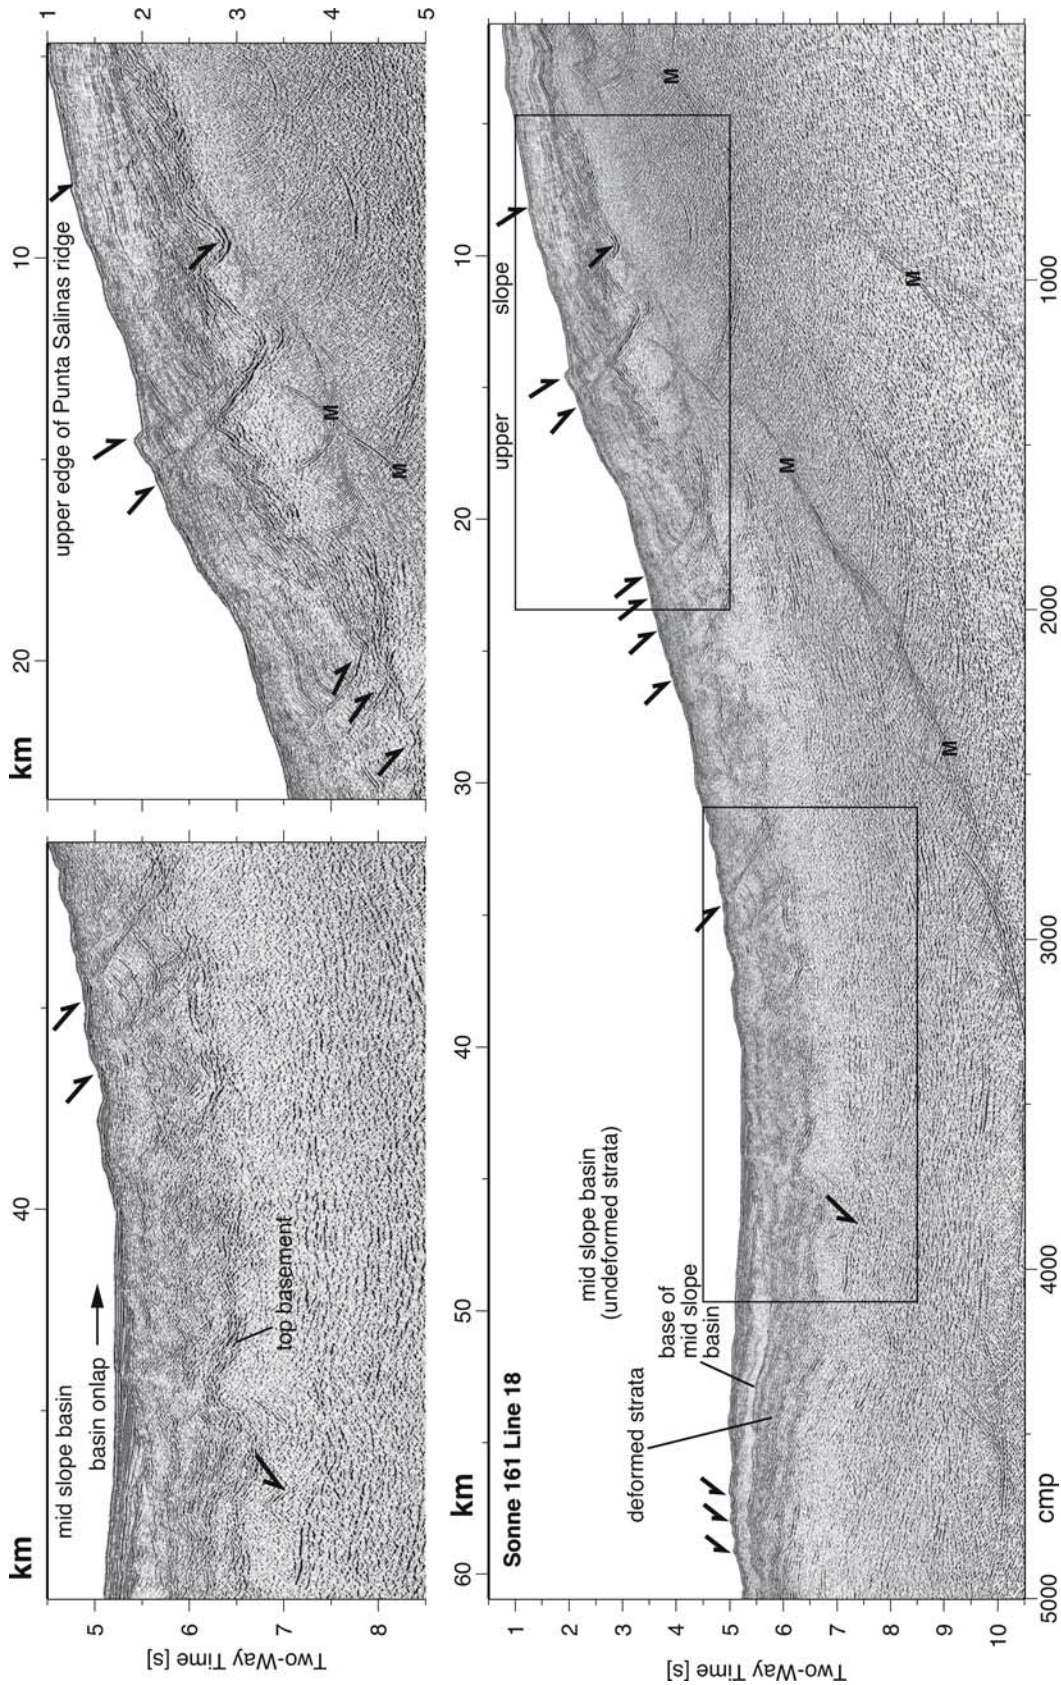 km
40
5
6
7
8
Two-Way Time [s]
mid slope basin
basin onlap
top basement
km
20
10
1
2
3
4
5
upper edge of Punta Salinas ridge
M
M
km
60
50
40
30
20
10
Sonne 161 Line 18
1
2
3
4
5
6
7
8
9
10
Two-Way Time [s]
deformed strata
base of
mid slope
basin
mid slope basin
(undeformed strata)
upper
slope
M
M
M
M
5000
cmp
4000
3000
2000
1000